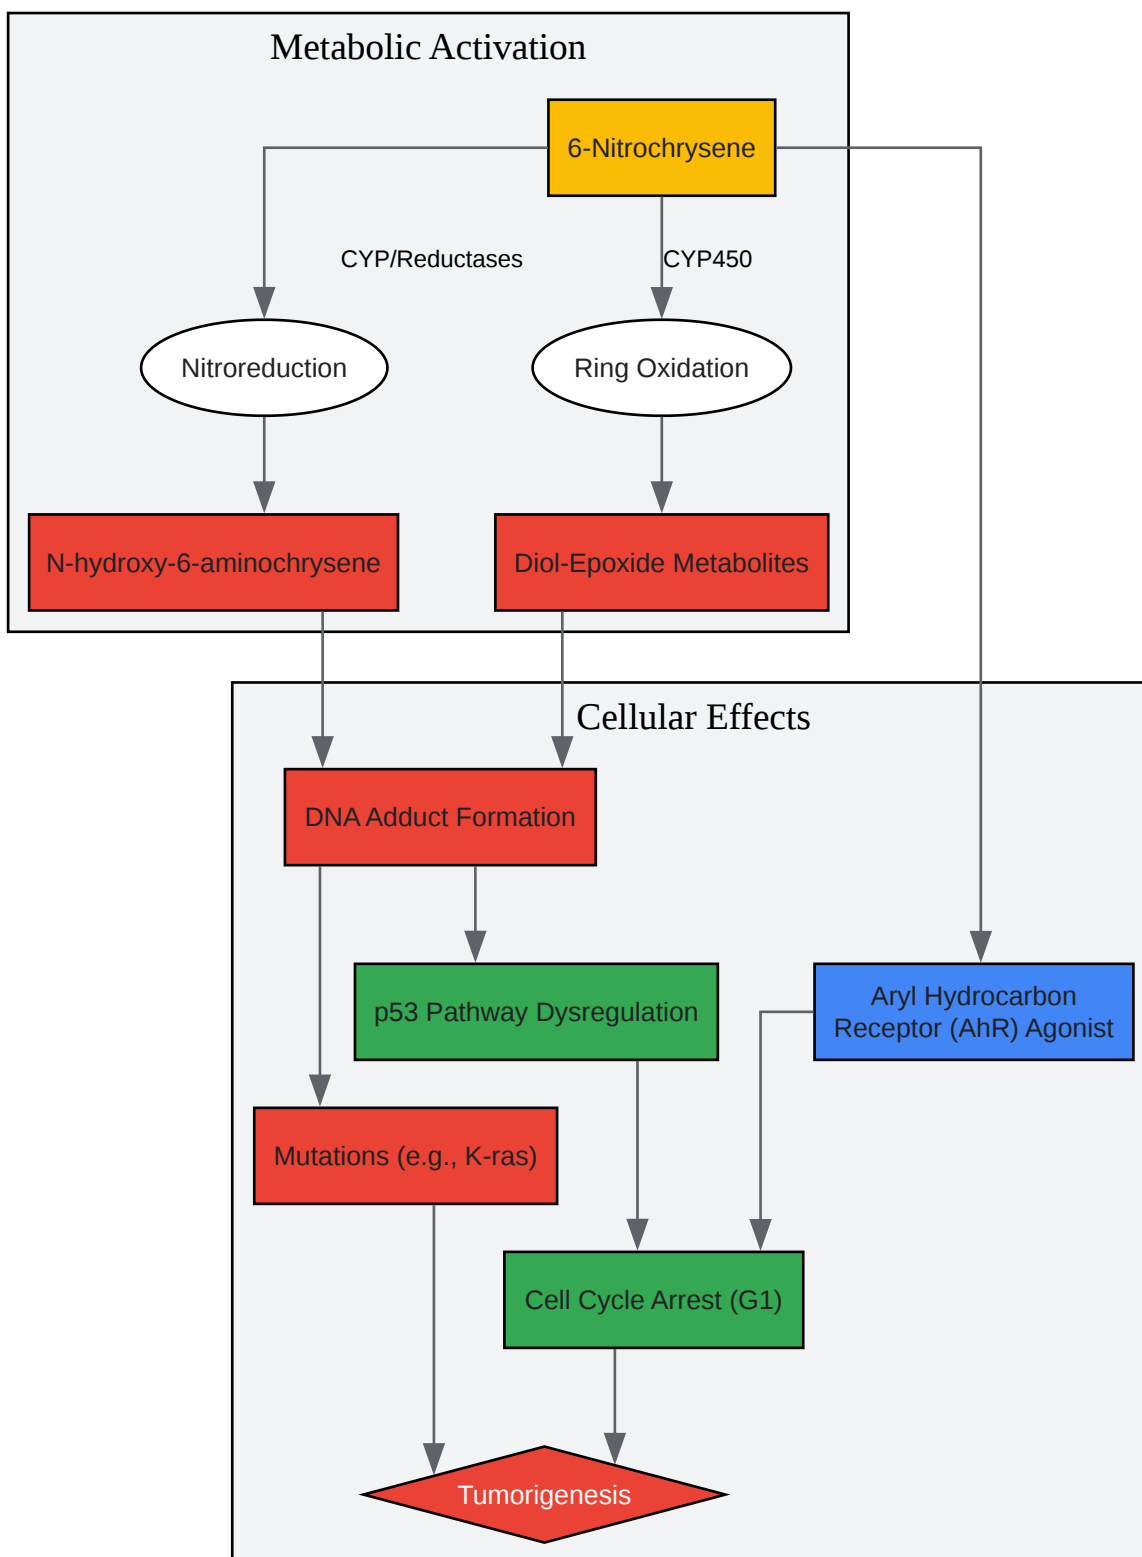 Metabolic Activation
6-Nitrochrysene
CYP/Reductases
CYP450
Nitroreduction
Ring Oxidation
N-hydroxy-6-aminochrysene
Diol-Epoxide Metabolites
Cellular Effects
DNA Adduct Formation
p53 Pathway Dysregulation
Aryl Hydrocarbon
Receptor (AhR) Agonist
Mutations (e.g., K-ras)
Cell Cycle Arrest (G1)
Tumorigenesis